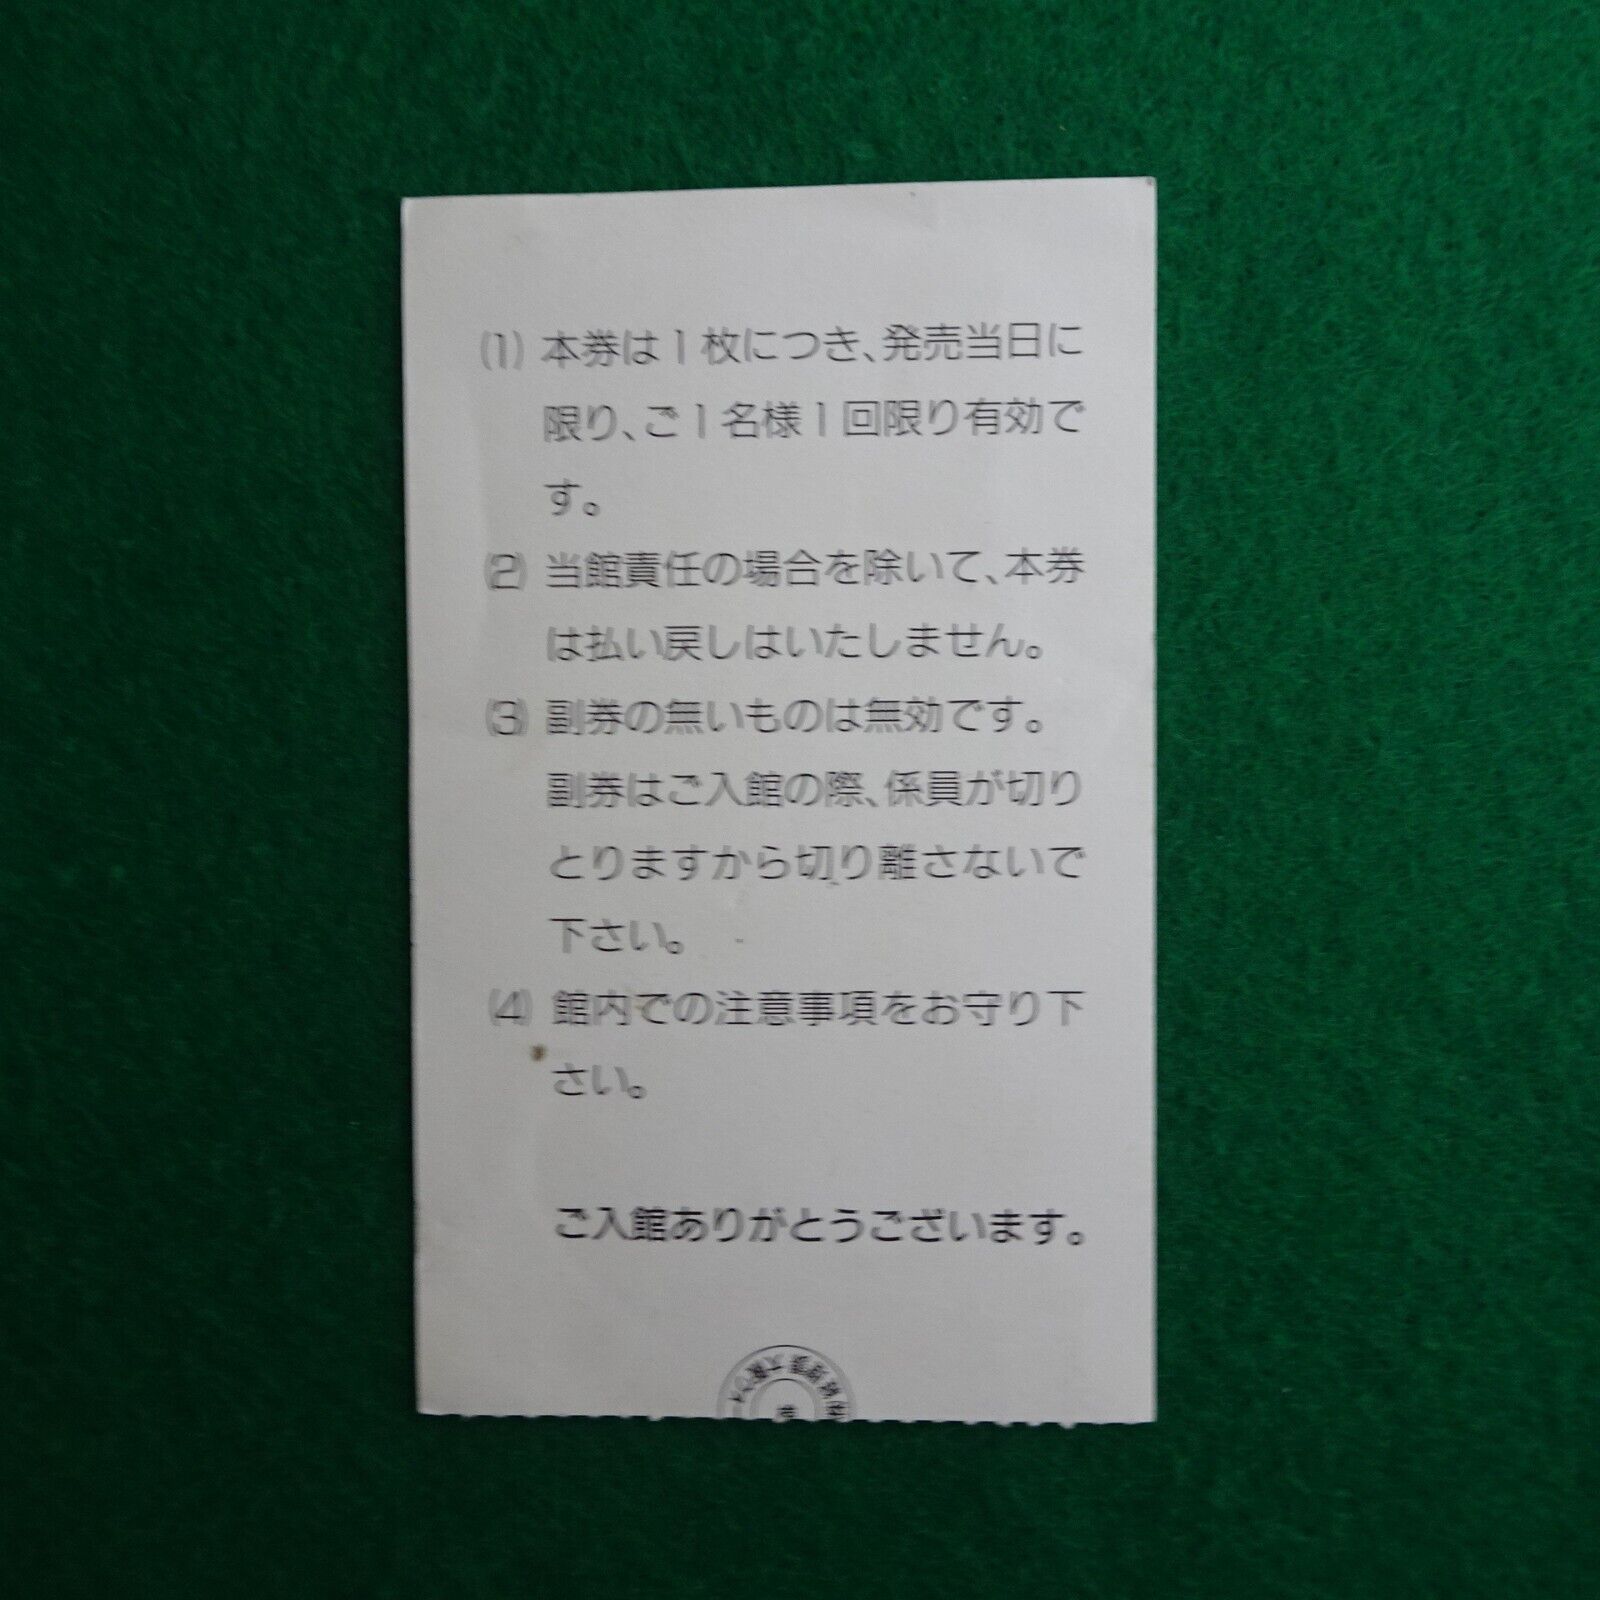 (1) 本券は1枚につき、発売当日に
限り、ご1名様1回限り有効で
す。
(2) 当館責任の場合を除いて、本券
は払い戻しはいたしません。
(3) 副券の無いものは無効です。
副券はご入館の際、係員が切り
とりますから切り離さないで
下さい。
(4) 館内での注意事項をお守り下
さい。
ご入館ありがとうございます。